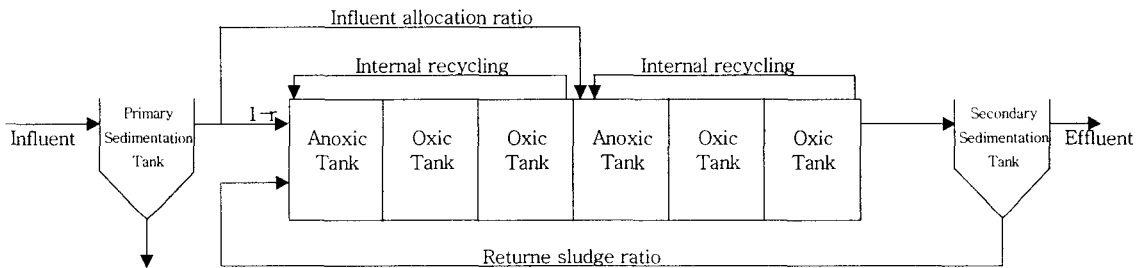 Influent allocation ratio
Internal recycling
Internal recycling
Influent
Primary
Sedimentation
Tank
1-r
Anoxic
Tank
Oxic
Tank
Oxic
Tank
Anoxic
Tank
Oxic
Tank
Oxic
Tank
Secondary
Sedimentation
Tank
Effluent
Returne sludge ratio